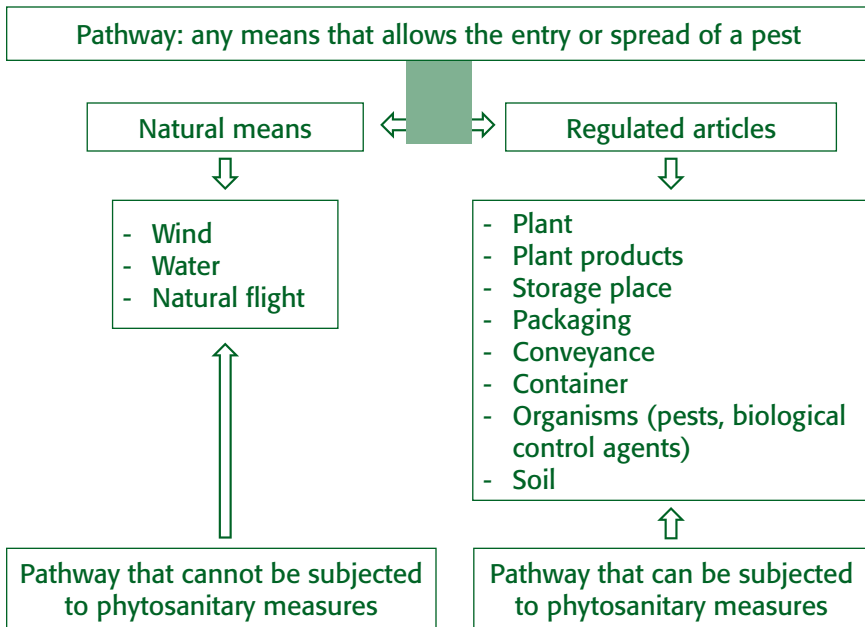 Pathway: any means that allows the entry or spread of a pest
Natural means
Regulated articles
- Wind
- Water
- Natural flight
- Plant
- Plant products
- Storage place
- Packaging
- Conveyance
- Container
- Organisms (pests, biological
control agents)
- Soil
Pathway that cannot be subjected
to phytosanitary measures
Pathway that can be subjected
to phytosanitary measures